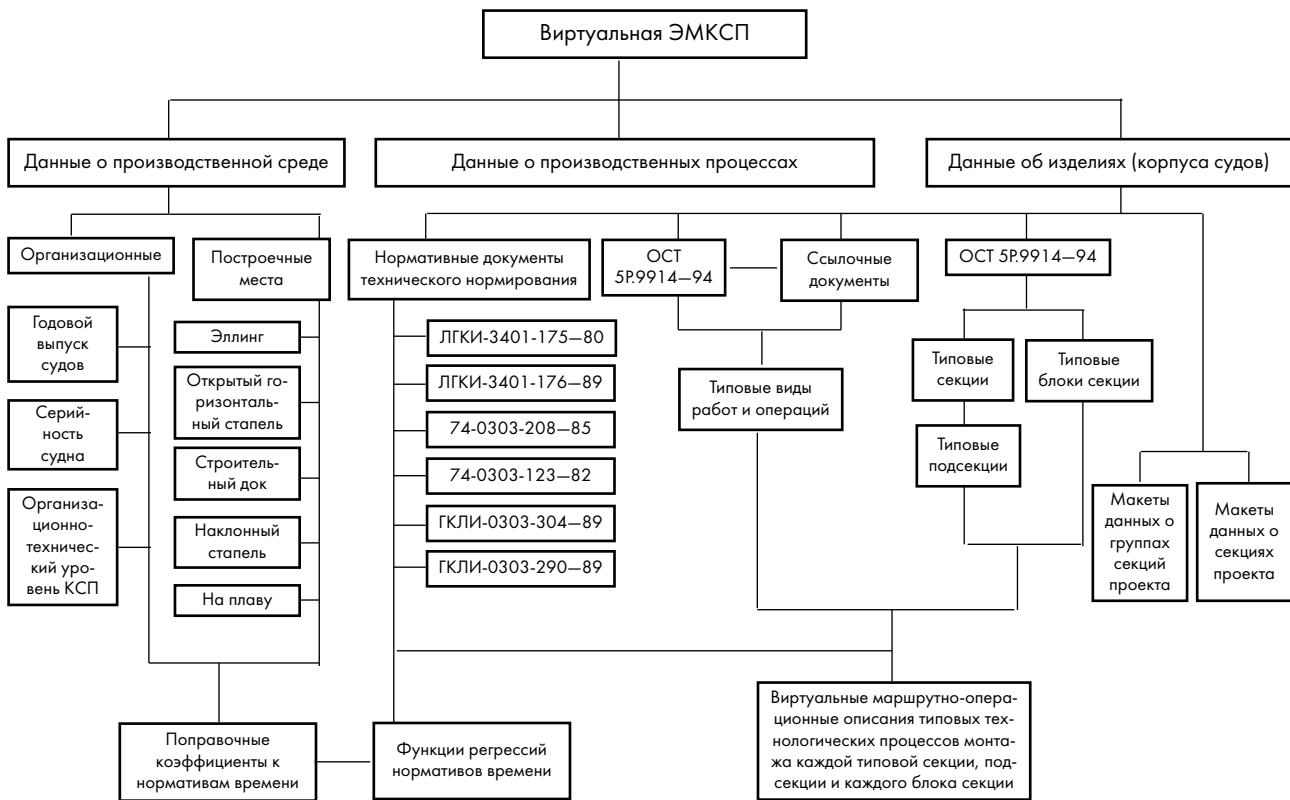 Виртуальная ЭМКСП
Данные о производственной среде
Данные о производственных процессах
Данные об изделиях (корпуса судов)
Организационные
Построечные
места
Нормативные документы
технического нормирования
ОСТ
5Р.9914—94
Ссылочные
документы
ОСТ 5Р.9914—94
Годовой
выпуск
судов
Серий-
ность
судна
Организа-
ционно-
техничес-
кий уро-
вень КСП
Эллинг
Открытый го-
ризонталь-
ный стапель
Строитель-
ный док
Наклонный
стапель
На плаву
ЛГКИ-3401-175—80
ЛГКИ-3401-176—89
74-0303-208—85
74-0303-123—82
ГКЛИ-0303-304—89
ГКЛИ-0303-290—89
Типовые виды
работ и операций
Типовые
секции
Типовые
блоки секции
Типовые
подсекции
Макеты
данных о
группах
секций
проекта
Макеты
данных о
секциях
проекта
Поправочные
коэффициенты к
нормативам времени
Функции регрессий
нормативов времени
Виртуальные маршрутно-опера-
ционные описания типовых тех-
нологических процессов монта-
жа каждой типовой секции, под-
секции и каждого блока секции